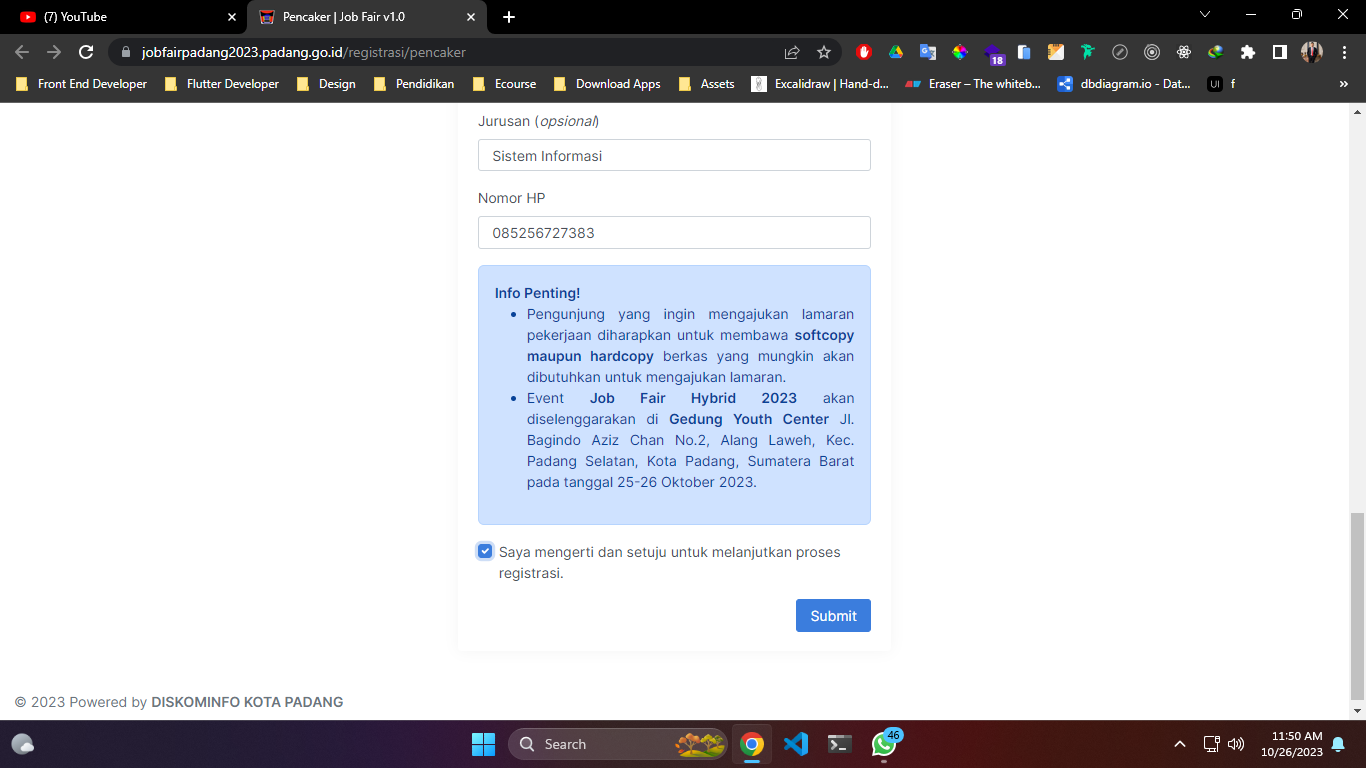 (7) YouTube
Pencaker | Job Fair v1.0
jobfairpadang2023.padang.go.id/registrasi/pencaker
18
Front End Developer
Flutter Developer
Design
Pendidikan
Ecourse
Download Apps
Assets
Excalidraw | Hand-d...
Eraser – The whiteb...
dbdiagram.io - Dat...
UI
f
»
Jurusan (opsional)
Sistem Informasi
Nomor HP
085256727383
Info Penting!
Pengunjung yang ingin mengajukan lamaran
pekerjaan diharapkan untuk membawa softcopy
maupun hardcopy berkas yang mungkin akan
dibutuhkan untuk mengajukan lamaran.
Event Job Fair Hybrid 2023 akan
diselenggarakan di Gedung Youth Center Jl.
Bagindo Aziz Chan No.2, Alang Laweh, Kec.
Padang Selatan, Kota Padang, Sumatera Barat
pada tanggal 25-26 Oktober 2023.
Saya mengerti dan setuju untuk melanjutkan proses
registrasi.
Submit
© 2023 Powered by DISKOMINFO KOTA PADANG
Search
46
11:50 AM
10/26/2023